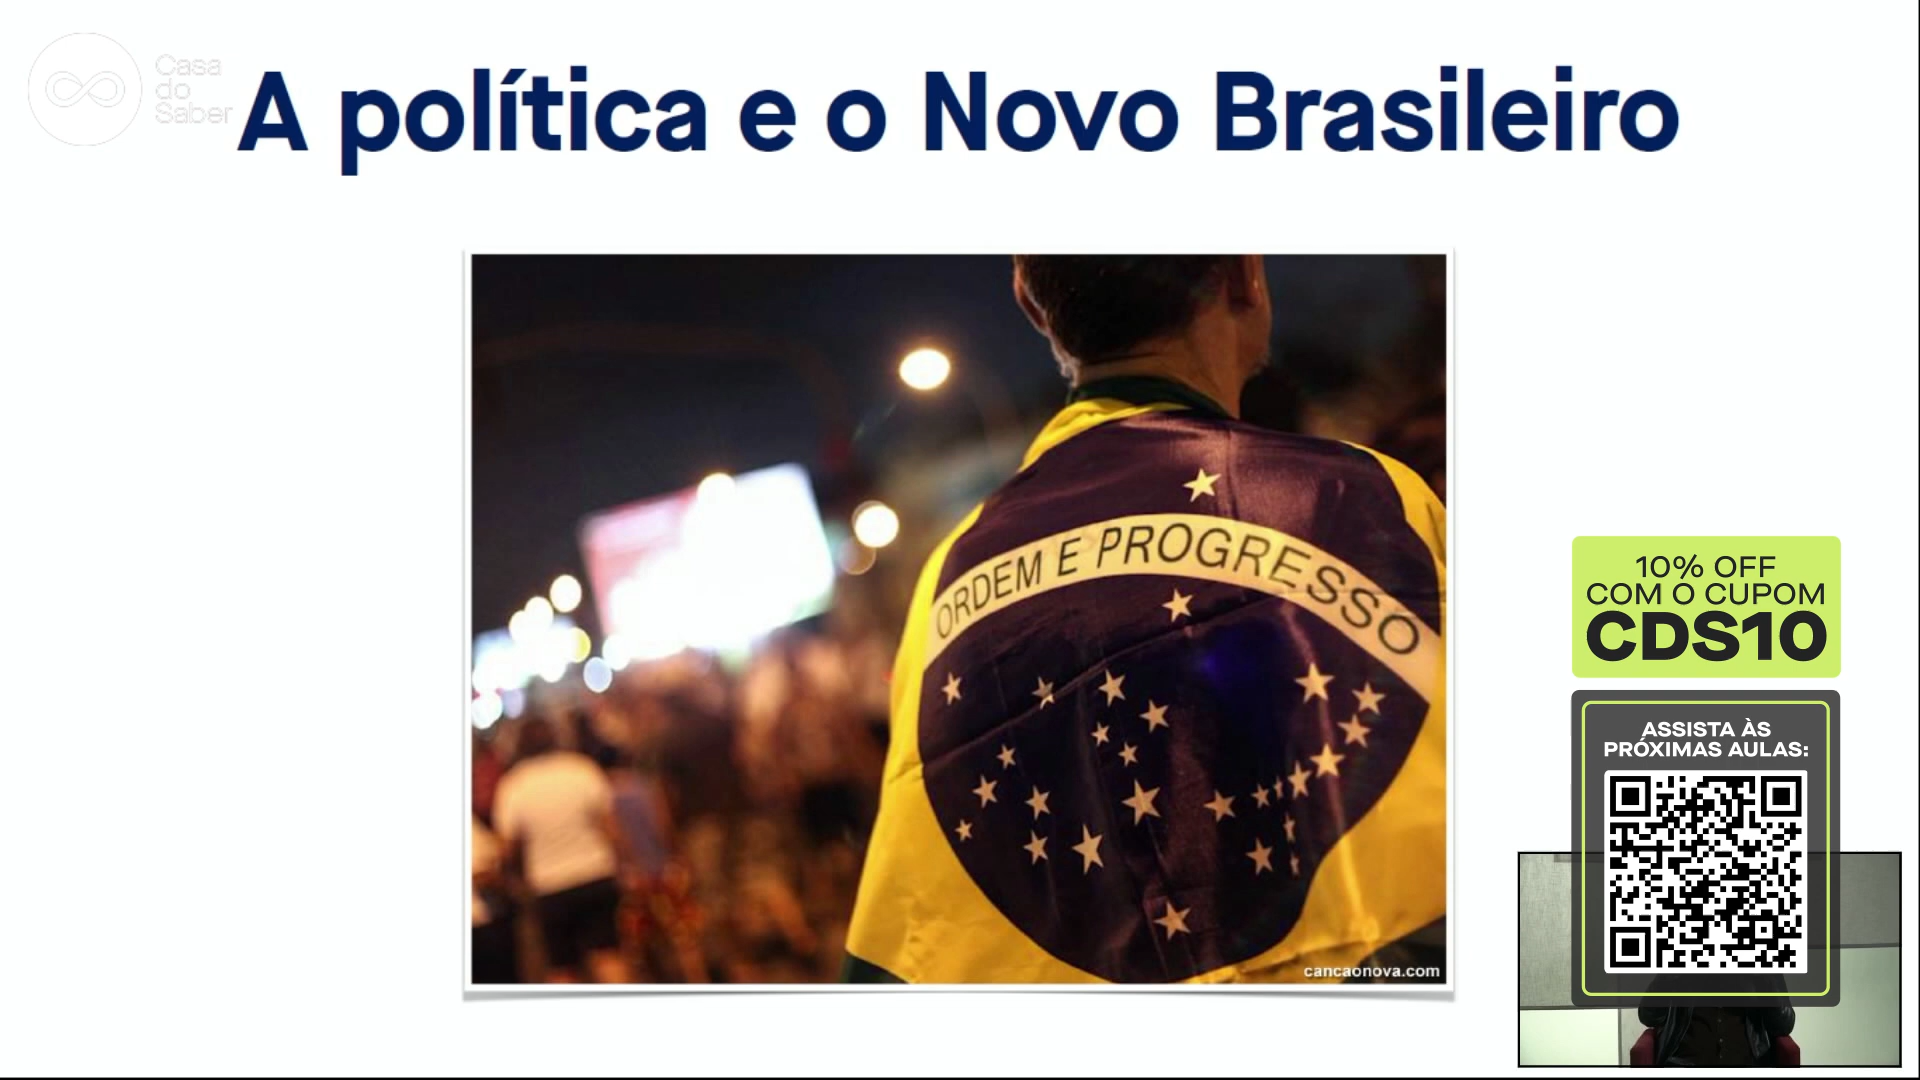 Casa
do
Saber
A política e o Novo Brasileiro
ORDEM E PROGRESSO
cancaonova.com
10% OFF
COM O CUPOM
CDS10
ASSISTA ÀS
PRÓXIMAS AULAS: